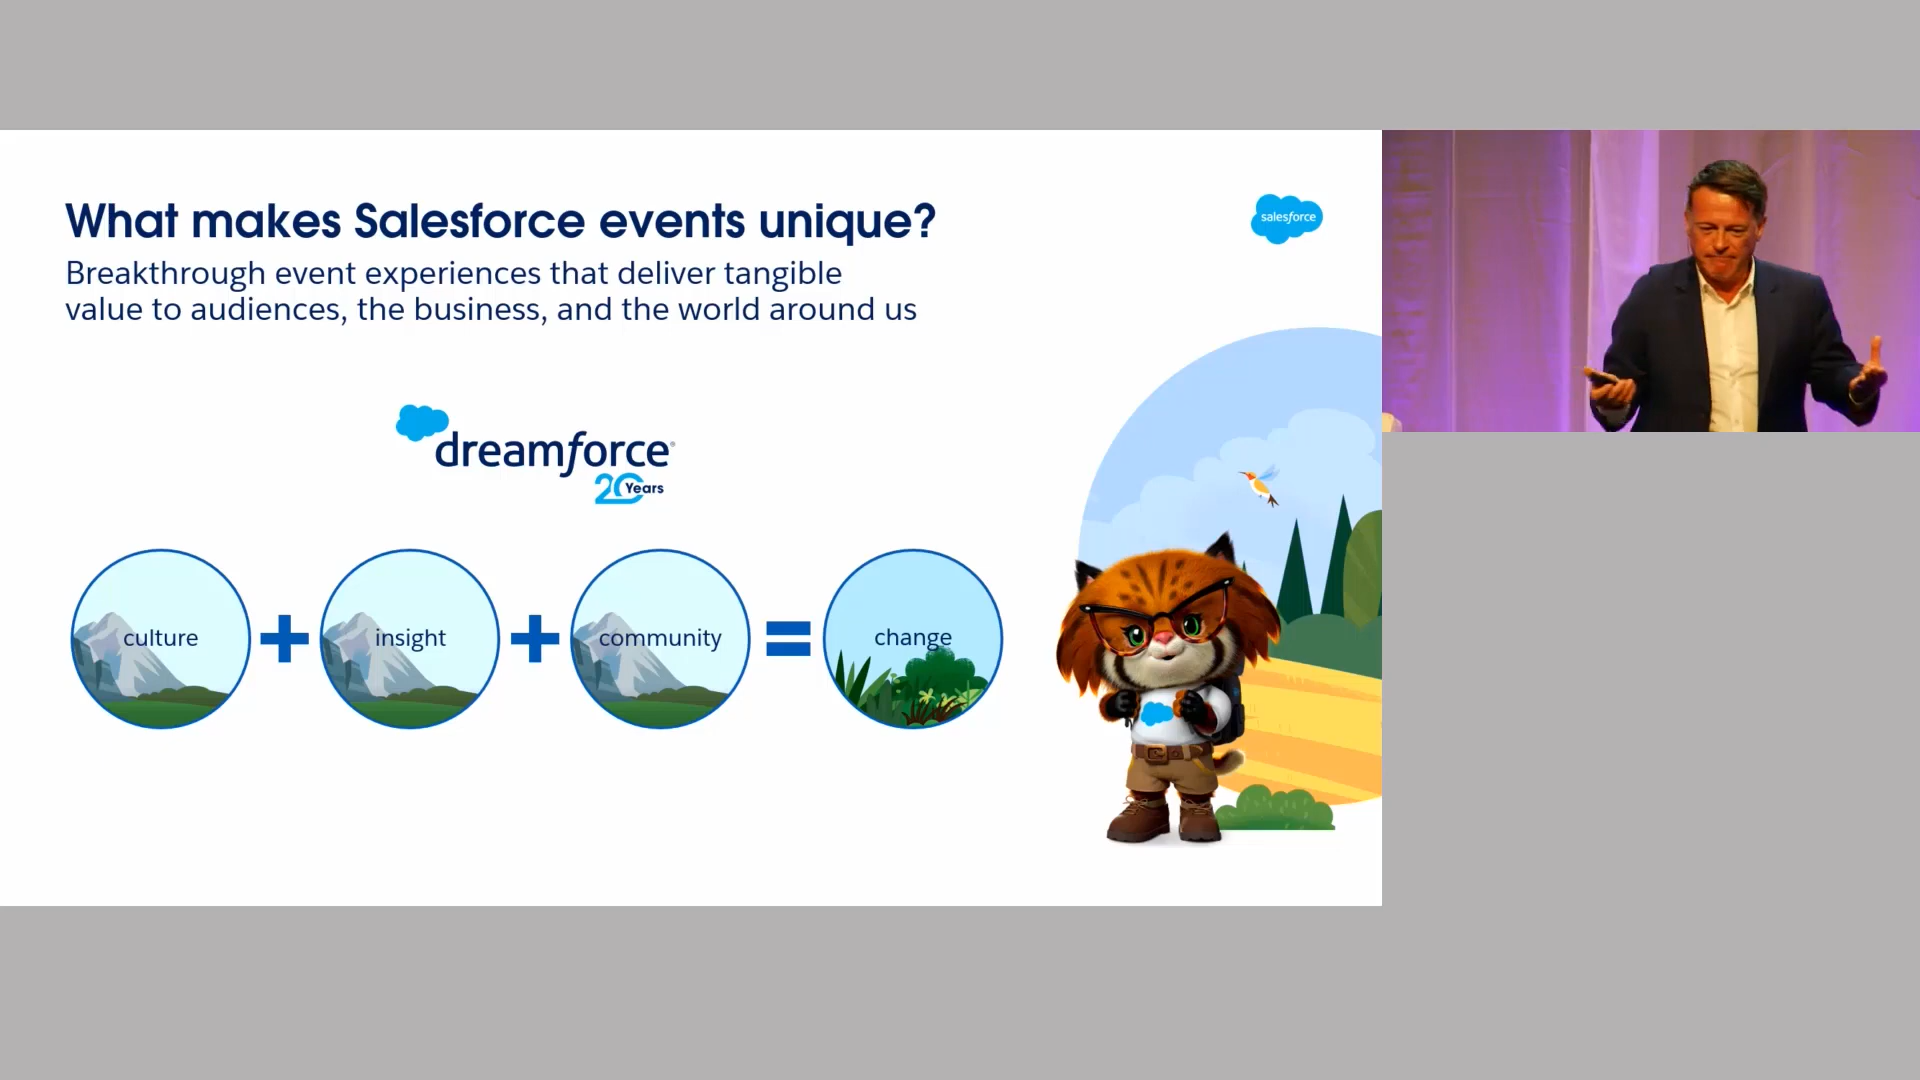 What makes Salesforce events unique?
salesforce
Breakthrough event experiences that deliver tangible
value to audiences, the business, and the world around us
dreamforce
20 Years
culture + insight + community = change